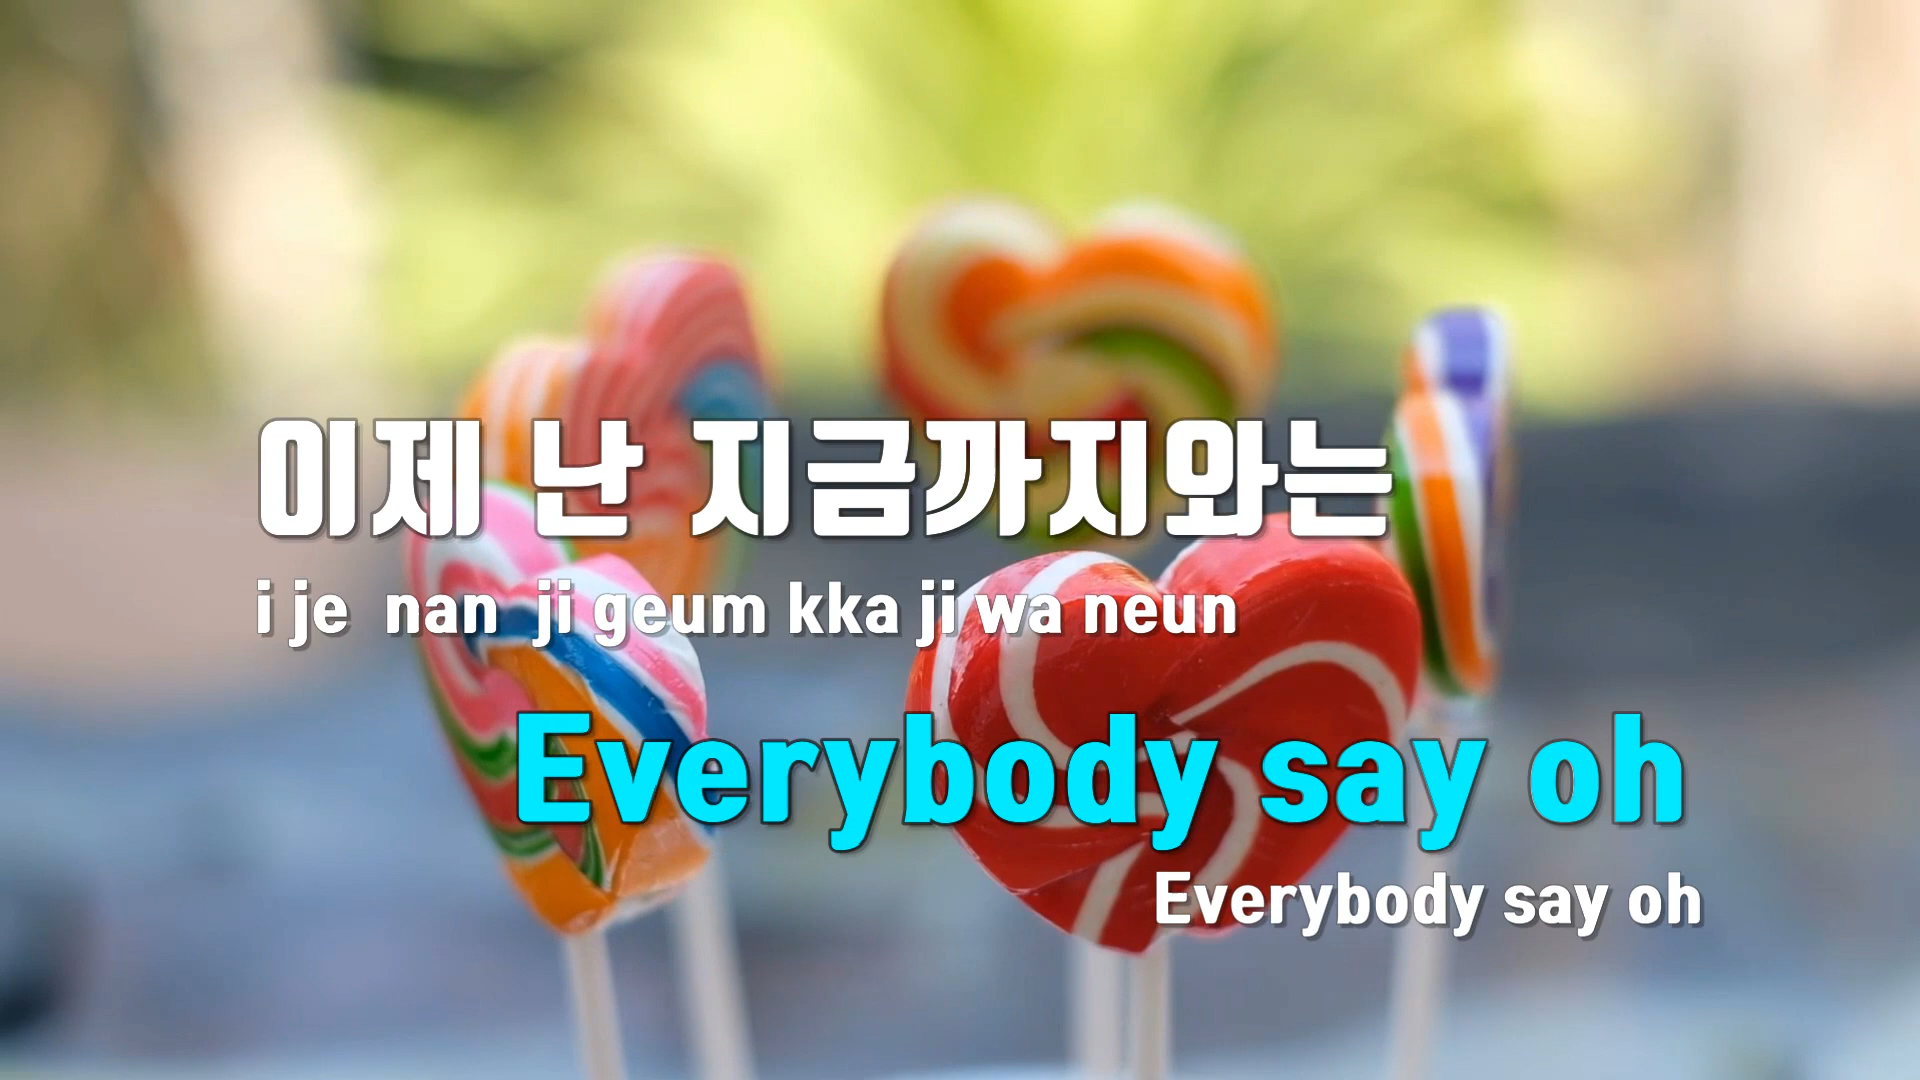 이제 난 지금까지와는
i je nan ji geum kka ji wa neun
Everybody say oh
Everybody say oh